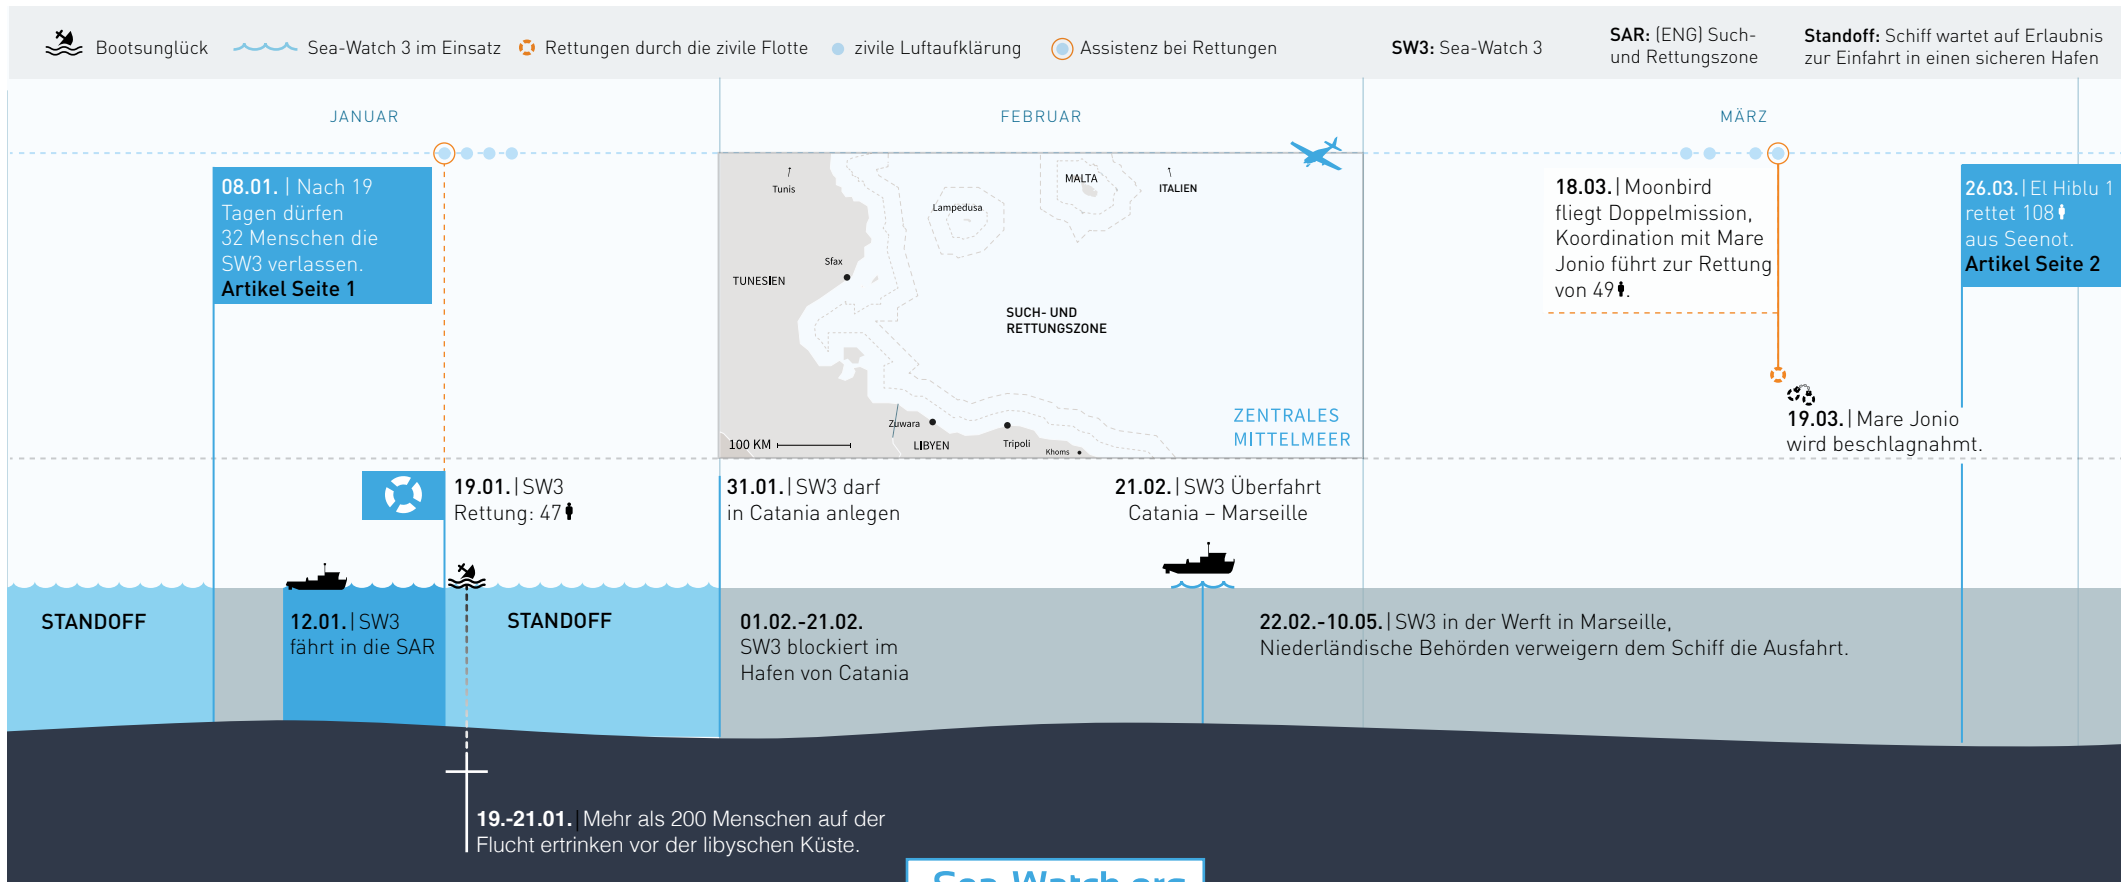 Bootsunglück
Sea-Watch 3 im Einsatz
Rettungen durch die zivile Flotte
zivile Luftaufklärung
Assistenz bei Rettungen
SW3: Sea-Watch 3
SAR: (ENG) Such-
und Rettungszone
Standoff: Schiff wartet auf Erlaubnis
zur Einfahrt in einen sicheren Hafen
JANUAR
FEBRUAR
MÄRZ
08.01. | Nach 19
Tagen dürfen
32 Menschen die
SW3 verlassen.
Artikel Seite 1
Tunis
Lampedusa
MALTA
ITALIEN
Sfax
TUNESIEN
SUCH- UND
RETTUNGSZONE
ZENTRALES
MITTELMEER
Zuwara
LIBYEN
Tripoli
Khoms
100 KM
18.03. | Moonbird
fliegt Doppelmission,
Koordination mit Mare
Jonio führt zur Rettung
von 49.
26.03. | El Hiblu 1
rettet 108
aus Seenot.
Artikel Seite 2
19.03. | Mare Jonio
wird beschlagnahmt.
19.01. | SW3
Rettung: 47
31.01. | SW3 darf
in Catania anlegen
21.02. | SW3 Überfahrt
Catania – Marseille
STANDOFF
12.01. | SW3
fährt in die SAR
STANDOFF
01.02.-21.02.
SW3 blockiert im
Hafen von Catania
22.02.-10.05. | SW3 in der Werft in Marseille,
Niederländische Behörden verweigern dem Schiff die Ausfahrt.
19.-21.01. | Mehr als 200 Menschen auf der
Flucht ertrinken vor der libyschen Küste.
Sea-Watch.org